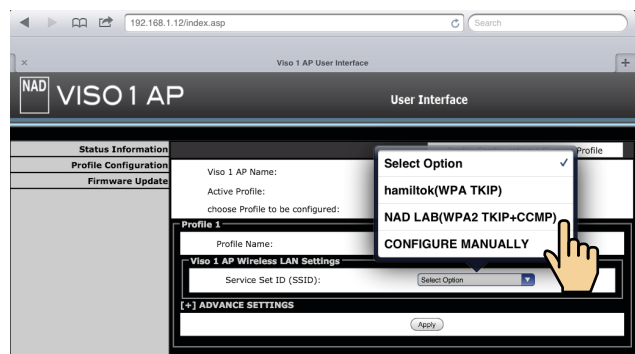 192.168.1.12/index.asp
Search
Viso 1 AP User Interface
NAD VISO 1 AP
User Interface
Status Information
Profile Configuration
Firmware Update
Profile
Viso 1 AP Name:
Active Profile:
choose Profile to be configured:
Select Option
hamiltok(WPA TKIP)
NAD LAB(WPA2 TKIP+CCMP)
CONFIGURE MANUALLY
Profile 1
Profile Name:
Viso 1 AP Wireless LAN Settings
Service Set ID (SSID):
Select Option
[+] ADVANCE SETTINGS
Apply